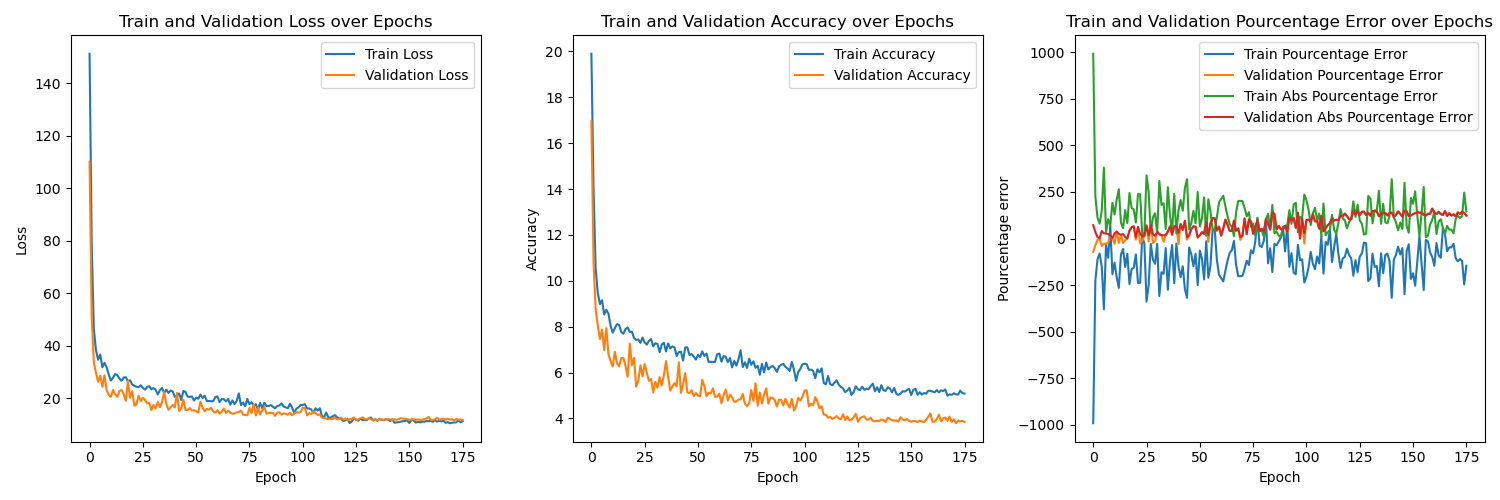 Train and Validation Loss over Epochs
Train Loss
Validation Loss
140
120
100
80
60
40
20
Loss
0 25 50 75 100 125 150 175
Epoch
Train and Validation Accuracy over Epochs
Train Accuracy
Validation Accuracy
20
18
16
14
12
10
8
6
4
Accuracy
0 25 50 75 100 125 150 175
Epoch
Train and Validation Pourcentage Error over Epochs
Train Pourcentage Error
Validation Pourcentage Error
Train Abs Pourcentage Error
Validation Abs Pourcentage Error
1000
750
500
250
0
−250
−500
−750
−1000
Pourcentage error
0 25 50 75 100 125 150 175
Epoch